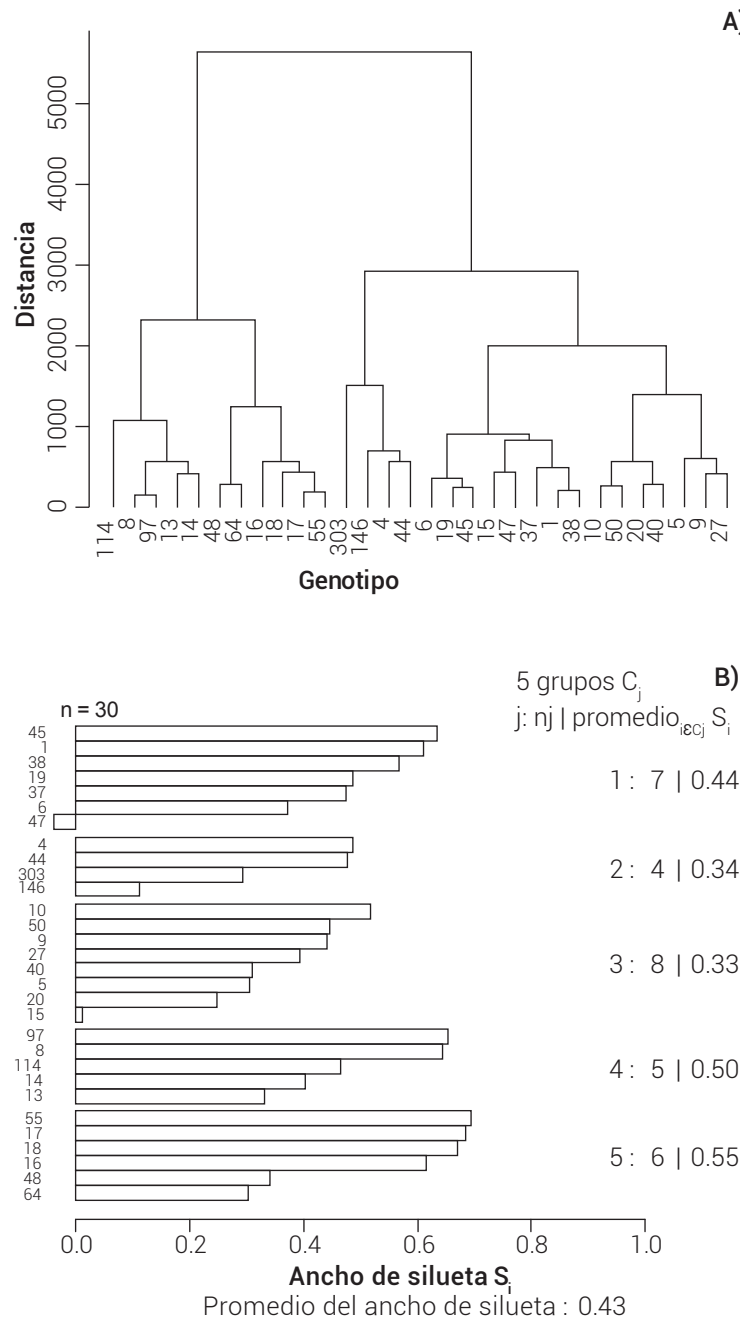 A)
5000
4000
3000
2000
1000
0
Distancia
114 8 97 13 14 48 64 16 18 17 55 303 146 4 44 6 19 45 15 47 37 1 38 10 50 20 40 5 9 27
Genotipo
B)
5 grupos Cj
n = 30
j: nj | promedioiεCj Si
45
1
38
19
37
6
47
1 : 7 | 0.44
4
44
303
146
2: 4 | 0.34
10
50
9
27
40
5
20
15
3 : 8 | 0.33
97
8
114
14
13
4 : 5 | 0.50
55
17
18
16
48
64
5 : 6 | 0.55
0.0 0.2 0.4 0.6 0.8 1.0
Ancho de silueta Si
Promedio del ancho de silueta : 0.43